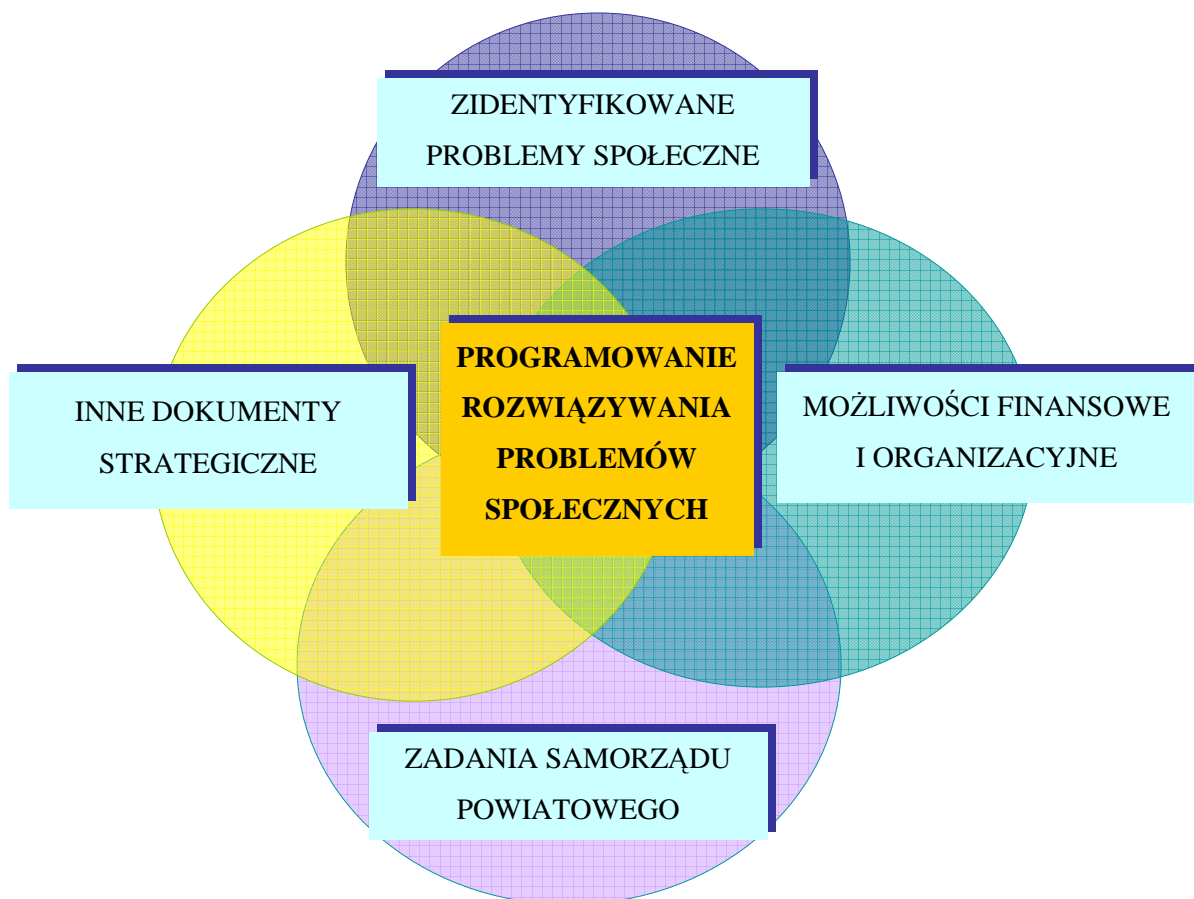 ZIDENTYFIKOWANE
PROBLEMY SPOŁECZNE
INNE DOKUMENTY
STRATEGICZNE
PROGRAMOWANIE
ROZWIĄZYWANIA
PROBLEMÓW
SPOŁECZNYCH
MOŻLIWOŚCI FINANSOWE
I ORGANIZACYJNE
ZADANIA SAMORZĄDU
POWIATOWEGO